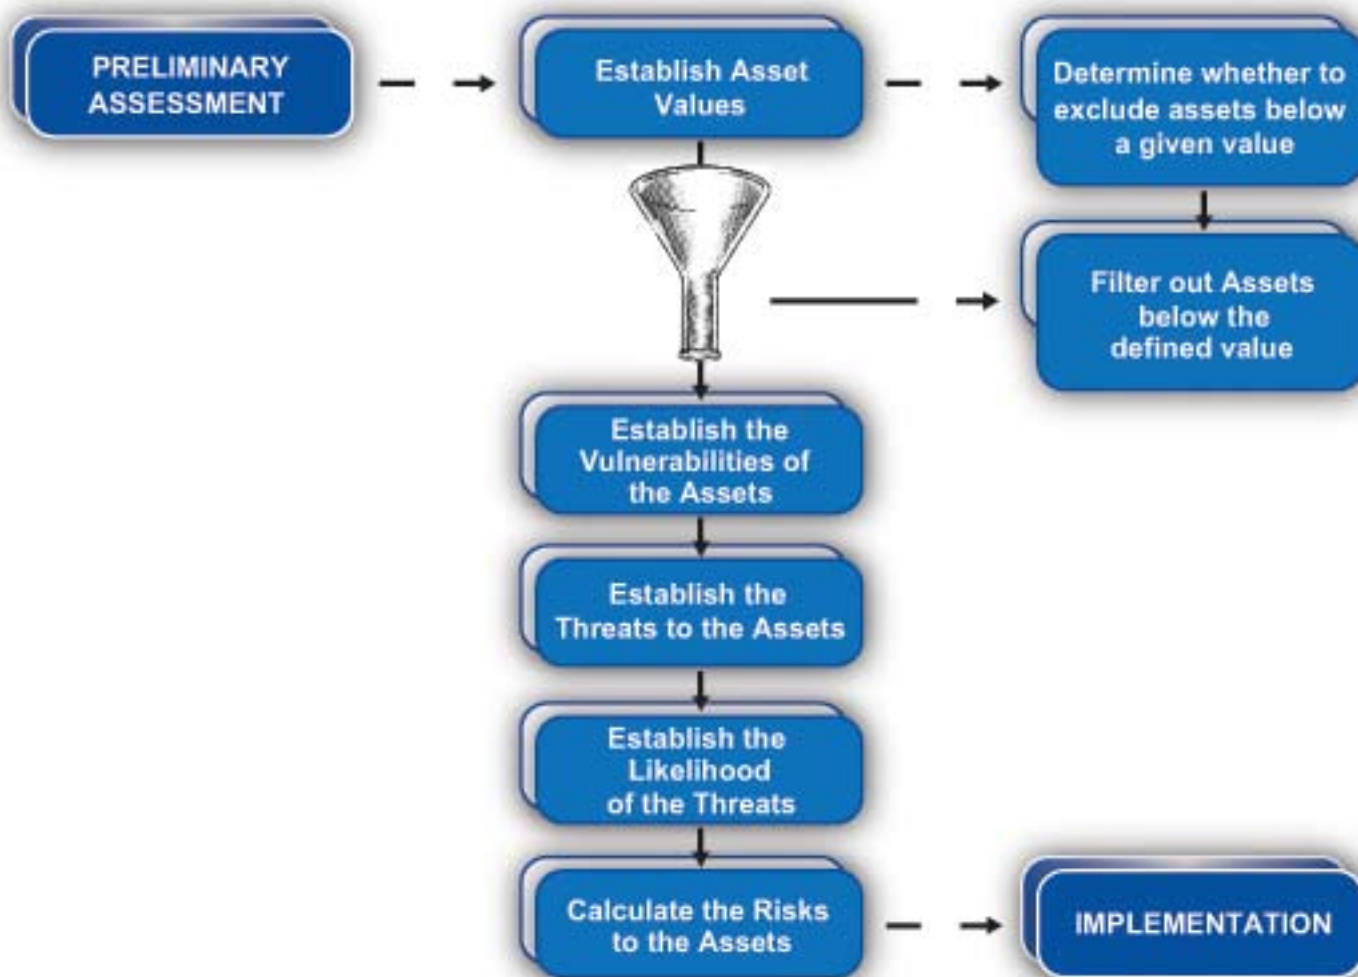 PRELIMINARY
ASSESSMENT
Establish Asset
Values
Determine whether to
exclude assets below
a given value
Filter out Assets
below the
defined value
Establish the
Vulnerabilities of
the Assets
Establish the
Threats to the Assets
Establish the
Likelihood
of the Threats
Calculate the Risks
to the Assets
IMPLEMENTATION